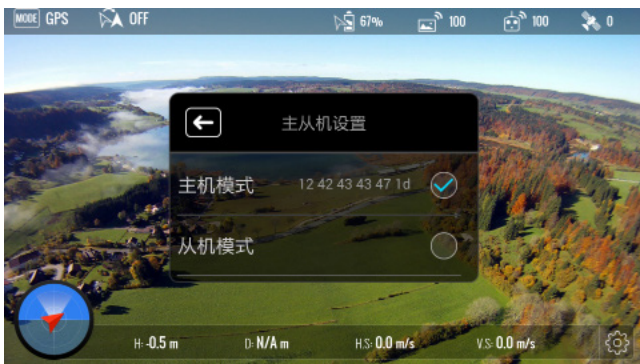 MODE GPS OFF 67% 100 100 0
主从机设置
主机模式 12 42 43 43 47 1d
从机模式
H: -0.5 m D: N/A m H.S: 0.0 m/s V.S: 0.0 m/s